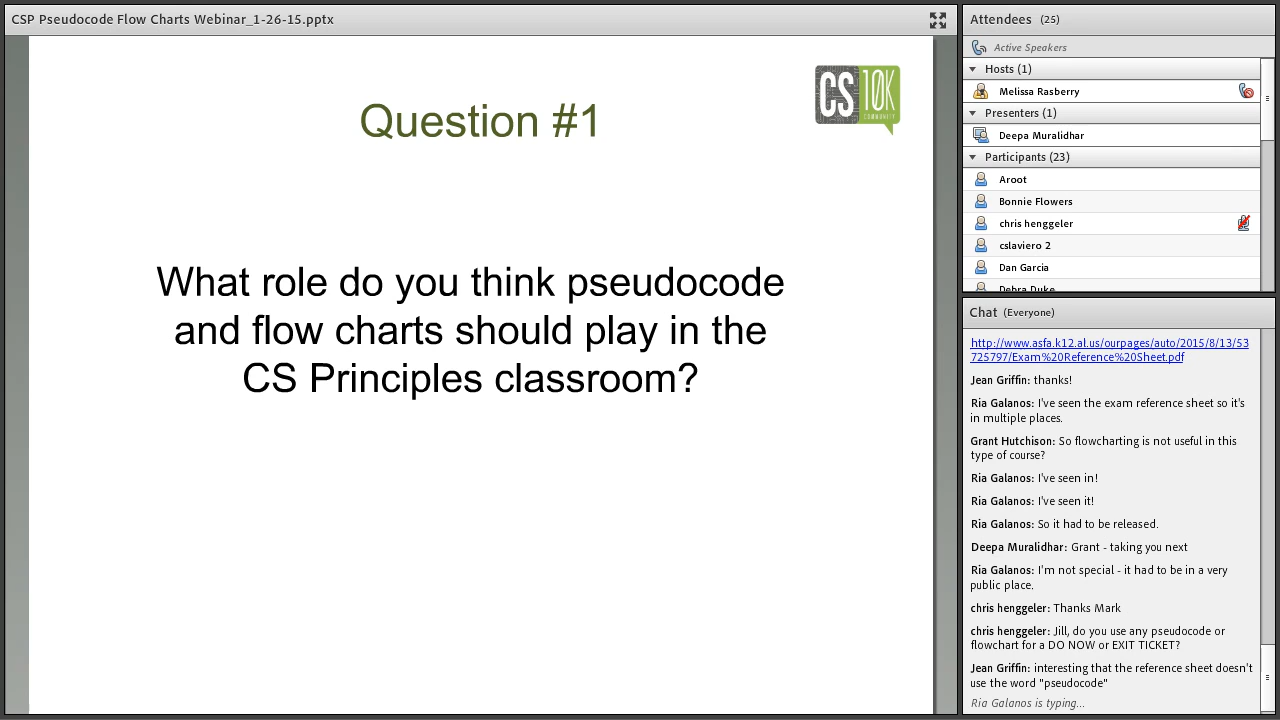 CSP Pseudocode Flow Charts Webinar_1-26-15.pptx
Question #1
CS 10K
COMMUNITY
What role do you think pseudocode
and flow charts should play in the
CS Principles classroom?
Attendees (25)
Active Speakers
Hosts (1)
Melissa Rasberry
Presenters (1)
Deepa Muralidhar
Participants (23)
Aroot
Bonnie Flowers
chris henggeler
cslaviero 2
Dan Garcia
Debra Duke
Chat (Everyone)
http://www.asfa.k12.al.us/ourpages/auto/2015/8/13/53
725797/Exam%20Reference%20Sheet.pdf
Jean Griffin: thanks!
Ria Galanos: I've seen the exam reference sheet so it's
in multiple places.
Grant Hutchison: So flowcharting is not useful in this
type of course?
Ria Galanos: I've seen in!
Ria Galanos: I've seen it!
Ria Galanos: So it had to be released.
Deepa Muralidhar: Grant - taking you next
Ria Galanos: I'm not special - it had to be in a very
public place.
chris henggeler: Thanks Mark
chris henggeler: Jill, do you use any pseudocode or
flowchart for a DO NOW or EXIT TICKET?
Jean Griffin: interesting that the reference sheet doesn't
use the word "pseudocode"
Ria Galanos is typing...